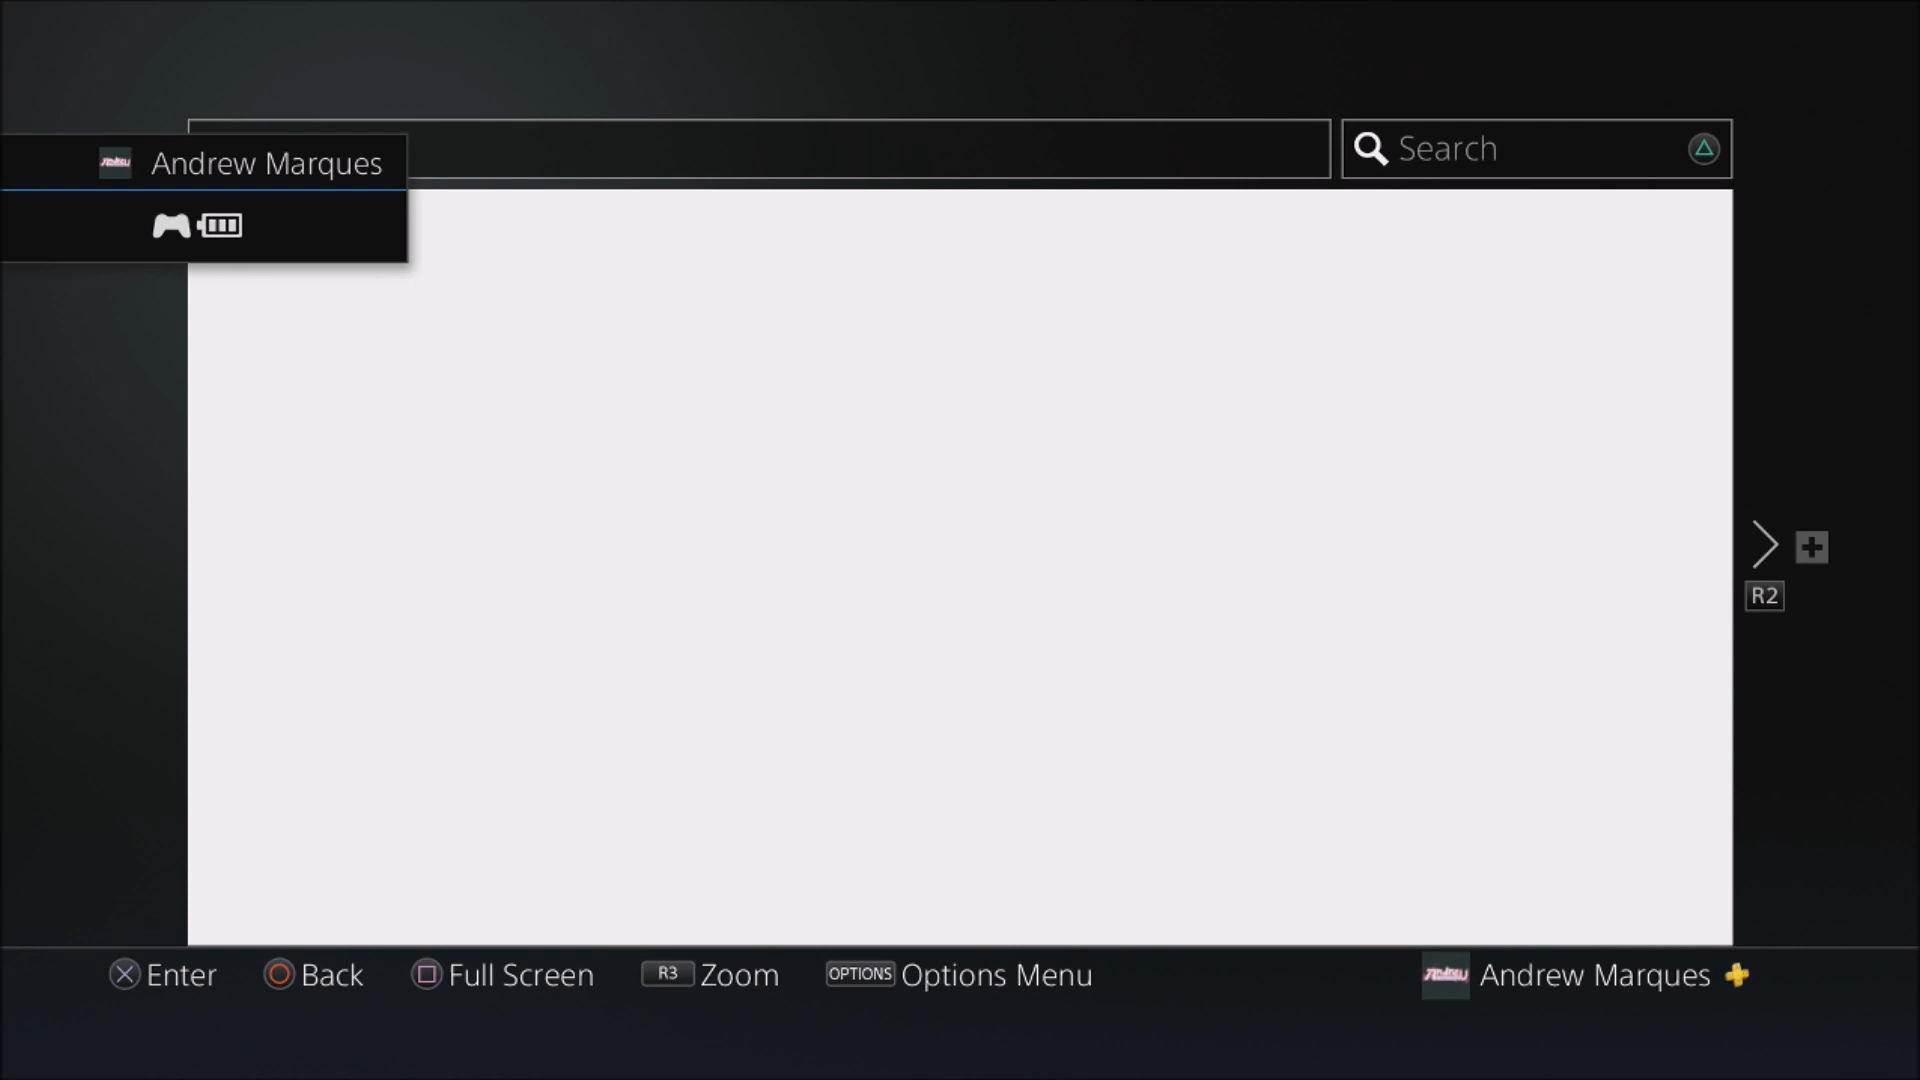 Andrew Marques
Search
R2
Enter
Back
Full Screen
R3 Zoom
OPTIONS Options Menu
Andrew Marques